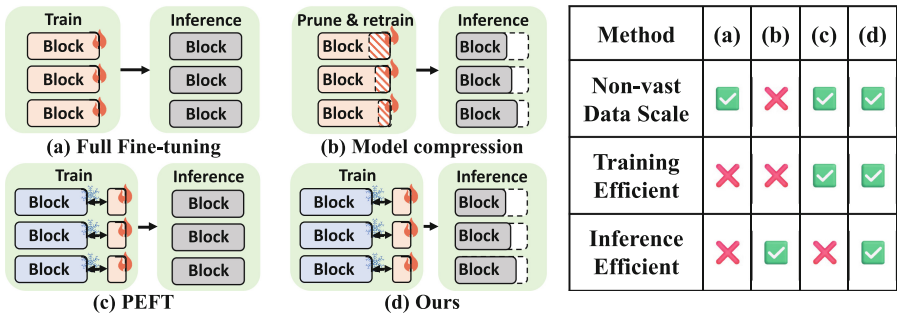 Train
Inference
Block
Block
Block
Block
Block
Block
(a) Full Fine-tuning
Prune & retrain
Inference
Block
Block
Block
Block
Block
Block
(b) Model compression
Train
Inference
Block
Block
Block
Block
Block
Block
(c) PEFT
Train
Inference
Block
Block
Block
Block
Block
Block
(d) Ours
Method (a) (b) (c) (d)
Non-vast
Data Scale
Training
Efficient
Inference
Efficient